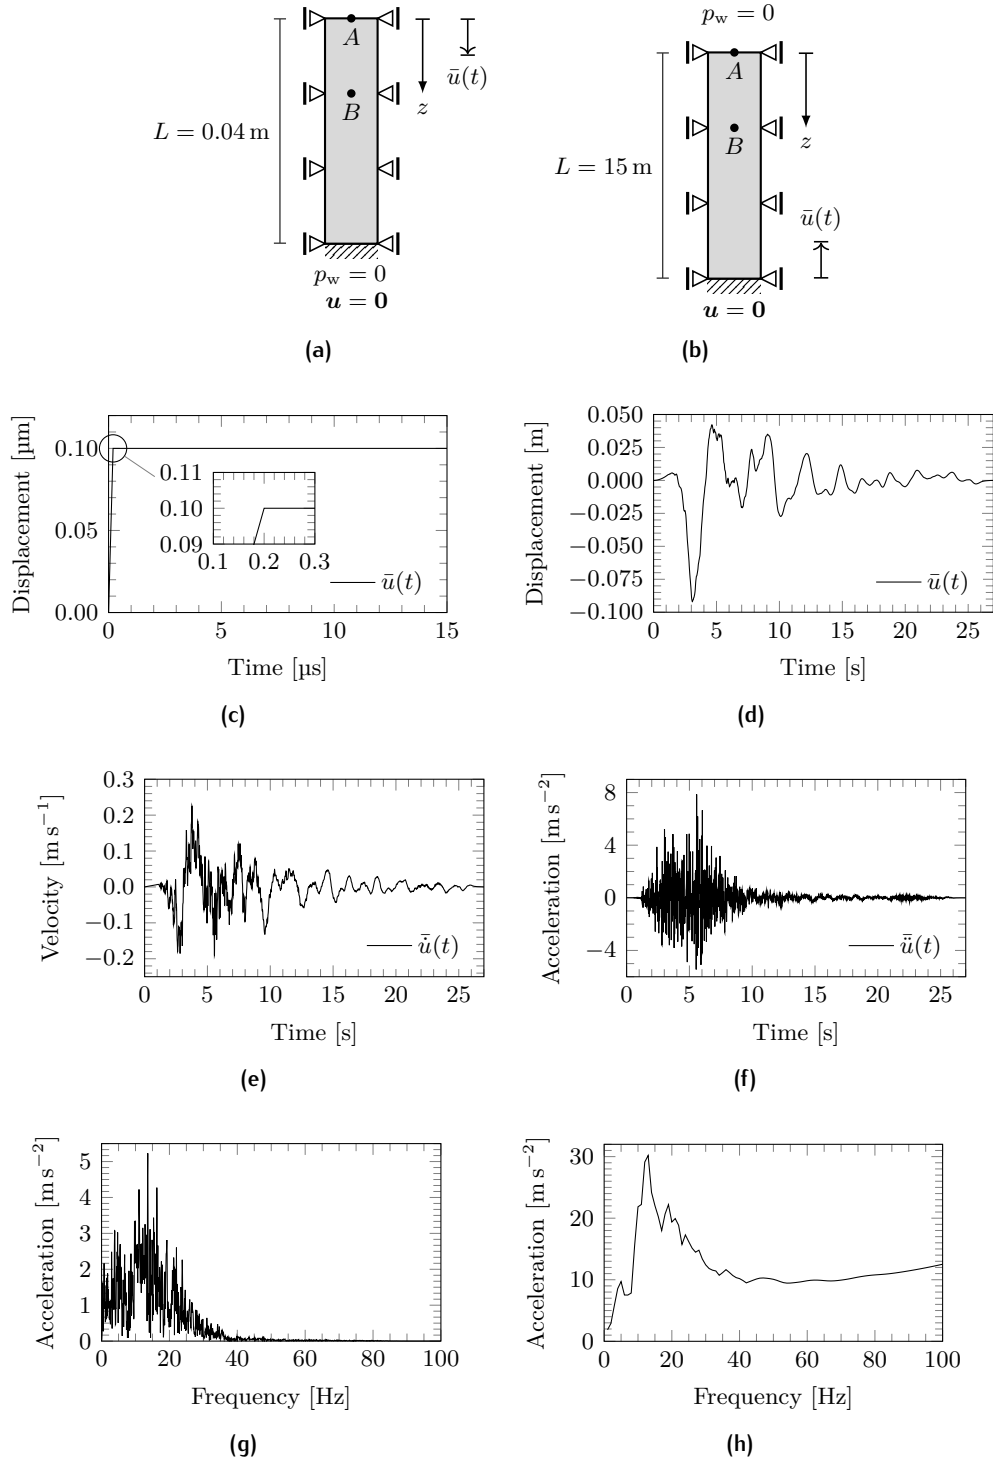 A
B
L = 0.04 m
z
ū(t)
p_w = 0
u = 0
(a)
p_w = 0
A
B
L = 15 m
z
ū(t)
u = 0
(b)
Displacement [µm]
0.10
0.05
0.00
0.11
0.10
0.09
0.1 0.2 0.3
ū(t)
0 5 10 15
Time [µs]
(c)
Displacement [m]
0.050
0.025
0.000
−0.025
−0.050
−0.075
−0.100
ū(t)
0 5 10 15 20 25
Time [s]
(d)
Velocity [m s⁻¹]
0.3
0.2
0.1
0.0
−0.1
−0.2
u̅̇(t)
0 5 10 15 20 25
Time [s]
(e)
Acceleration [m s⁻²]
8
4
0
−4
u̅̈(t)
0 5 10 15 20 25
Time [s]
(f)
Acceleration [m s⁻²]
5
4
3
2
1
0
0 20 40 60 80 100
Frequency [Hz]
(g)
Acceleration [m s⁻²]
30
20
10
0
0 20 40 60 80 100
Frequency [Hz]
(h)